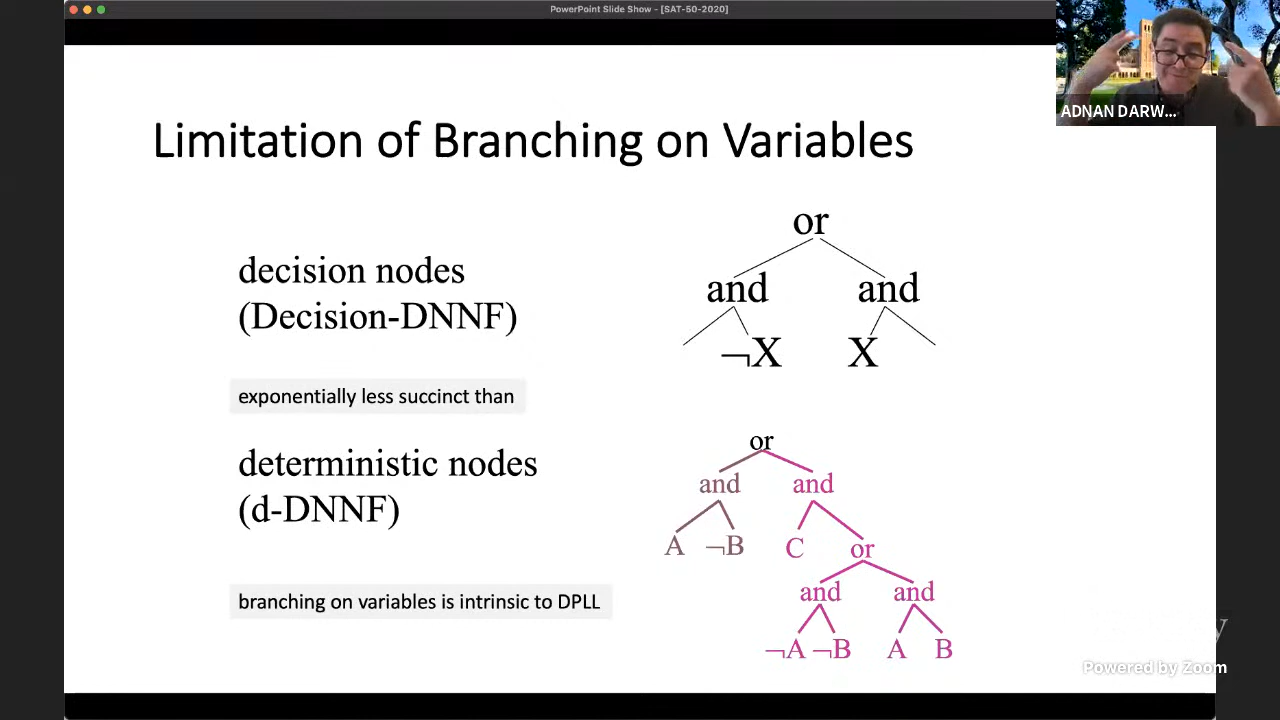 PowerPoint Slide Show - [SAT-50-2020]
ADNAN DARW...
Limitation of Branching on Variables
decision nodes
(Decision-DNNF)
exponentially less succinct than
deterministic nodes
(d-DNNF)
branching on variables is intrinsic to DPLL
or
and and
¬X X
or
and and
A ¬B C or
and and
¬A ¬B A B
Powered by Zoom